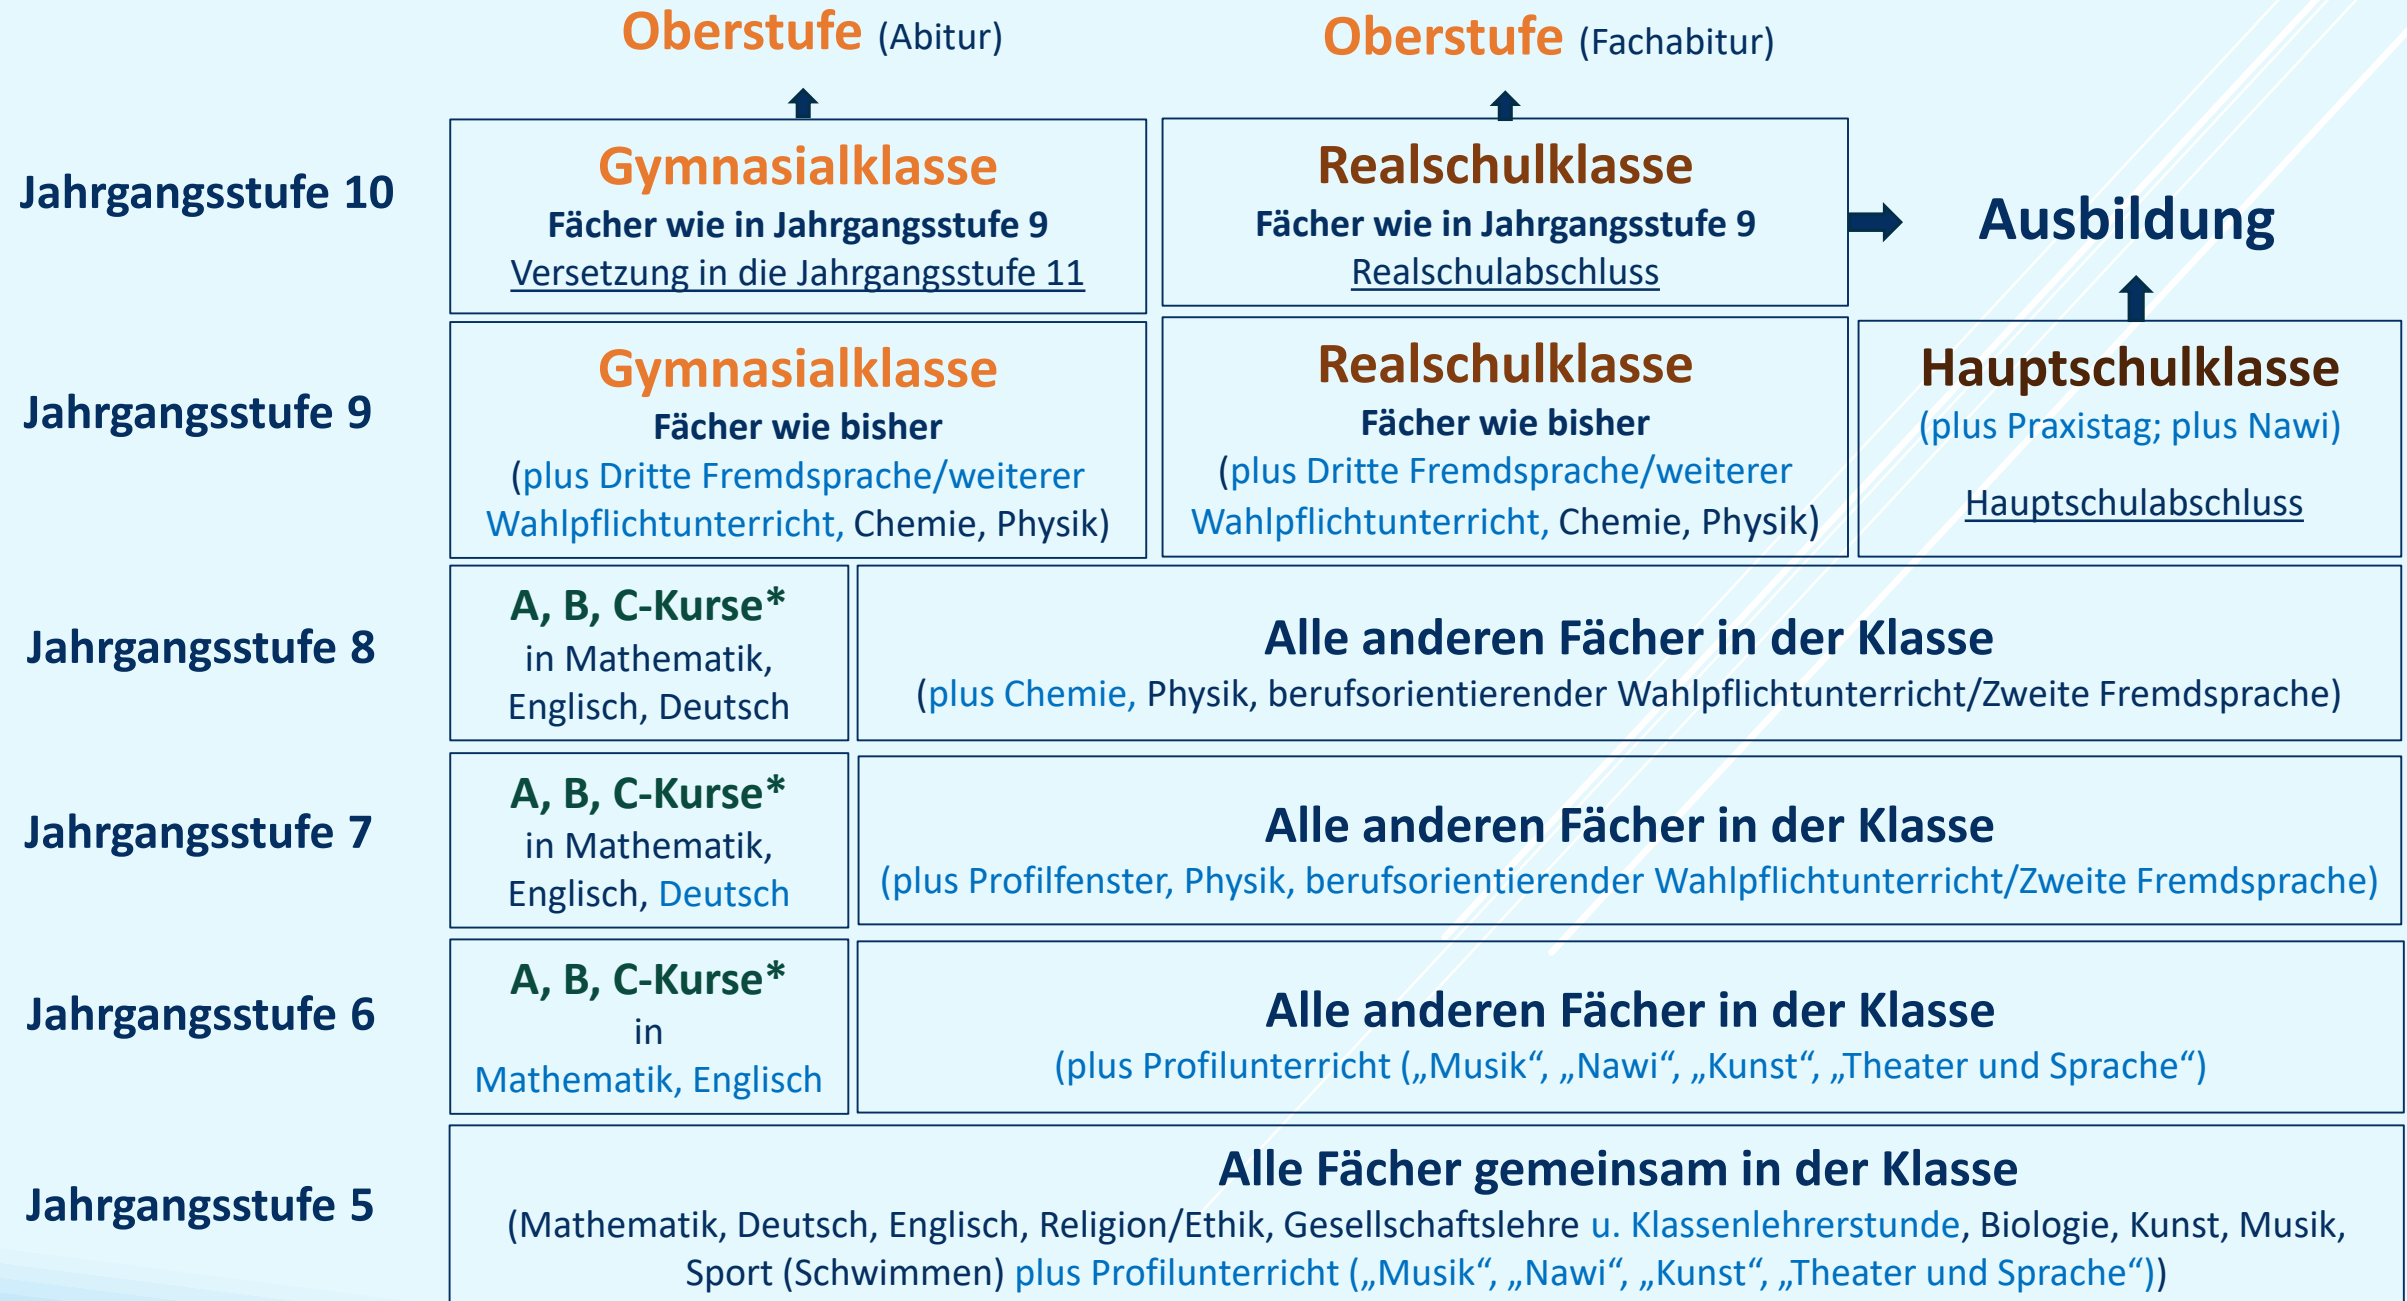 Oberstufe (Abitur)
Oberstufe (Fachabitur)
Jahrgangsstufe 10
Gymnasialklasse
Fächer wie in Jahrgangsstufe 9
Versetzung in die Jahrgangsstufe 11
Realschulklasse
Fächer wie in Jahrgangsstufe 9
Realschulabschluss
Ausbildung
Jahrgangsstufe 9
Gymnasialklasse
Fächer wie bisher
(plus Dritte Fremdsprache/weiterer
Wahlpflichtunterricht, Chemie, Physik)
Realschulklasse
Fächer wie bisher
(plus Dritte Fremdsprache/weiterer
Wahlpflichtunterricht, Chemie, Physik)
Hauptschulklasse
(plus Praxistag; plus Nawi)
Hauptschulabschluss
Jahrgangsstufe 8
A, B, C-Kurse*
in Mathematik,
Englisch, Deutsch
Alle anderen Fächer in der Klasse
(plus Chemie, Physik, berufsorientierender Wahlpflichtunterricht/Zweite Fremdsprache)
Jahrgangsstufe 7
A, B, C-Kurse*
in Mathematik,
Englisch, Deutsch
Alle anderen Fächer in der Klasse
(plus Profilfenster, Physik, berufsorientierender Wahlpflichtunterricht/Zweite Fremdsprache)
Jahrgangsstufe 6
A, B, C-Kurse*
in
Mathematik, Englisch
Alle anderen Fächer in der Klasse
(plus Profilunterricht („Musik“, „Nawi“, „Kunst“, „Theater und Sprache“)
Jahrgangsstufe 5
Alle Fächer gemeinsam in der Klasse
(Mathematik, Deutsch, Englisch, Religion/Ethik, Gesellschaftslehre u. Klassenlehrerstunde, Biologie, Kunst, Musik,
Sport (Schwimmen) plus Profilunterricht („Musik“, „Nawi“, „Kunst“, „Theater und Sprache“))